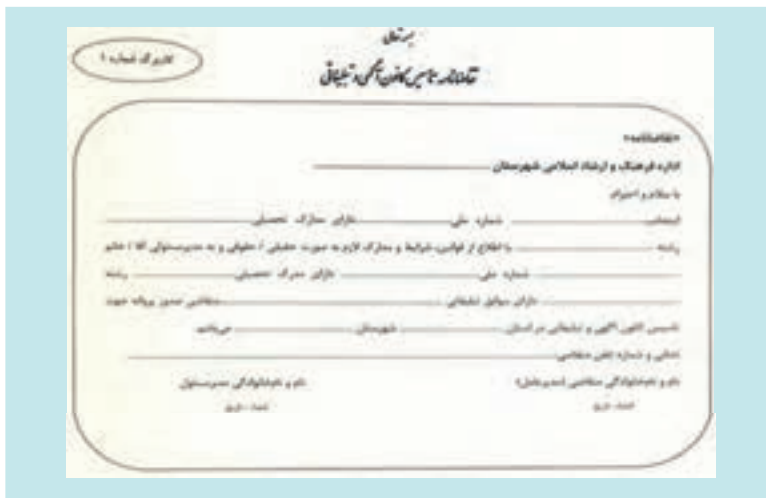 بسمه تعالی
کاربرگ شماره ۱
تقاضانامه تأسیس کانون آگهی و تبلیغاتی
«تقاضانامه»
اداره فرهنگ و ارشاد اسلامی شهرستان
با سلام و احترام
اینجانب شماره ملی دارای مدارک تحصیلی
رشته با اطلاع از قوانین، شرایط و مدارک لازم به صورت حقیقی / حقوقی و به مدیرمسئولی آقا / خانم
شماره ملی دارای مدرک تحصیلی رشته
دارای سوابق تبلیغاتی متقاضی صدور پروانه جهت
تاسیس کانون آگهی و تبلیغاتی در استان شهرستان می‌باشم
نشانی و شماره تلفن متقاضی
نام و نام‌خانوادگی متقاضی (مدیرعامل) نام و نام‌خانوادگی مدیرمسئول
امضاء - تاریخ امضاء - تاریخ